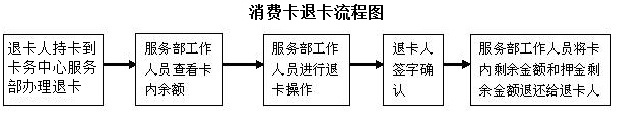 消费卡退卡流程图
退卡人持卡到
卡务中心服务
部办理退卡
服务部工作
人员查看卡
内余额
服务部工作
人员进行退
卡操作
退卡人
签字确
认
服务部工作人员将卡
内剩余金额和押金剩
余金额退还给退卡人